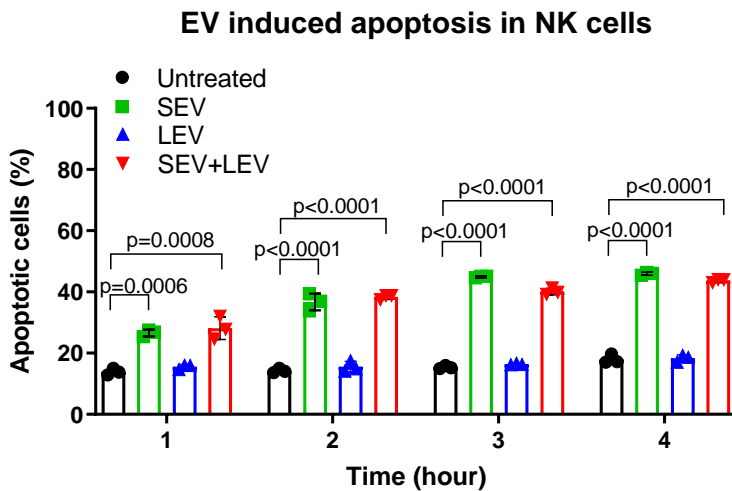 EV induced apoptosis in NK cells
Untreated
SEV
LEV
SEV+LEV
Apoptotic cells (%)
100
80
60
40
20
0
p=0.0006
p=0.0008
p<0.0001
p<0.0001
p<0.0001
p<0.0001
p<0.0001
p<0.0001
1
2
3
4
Time (hour)